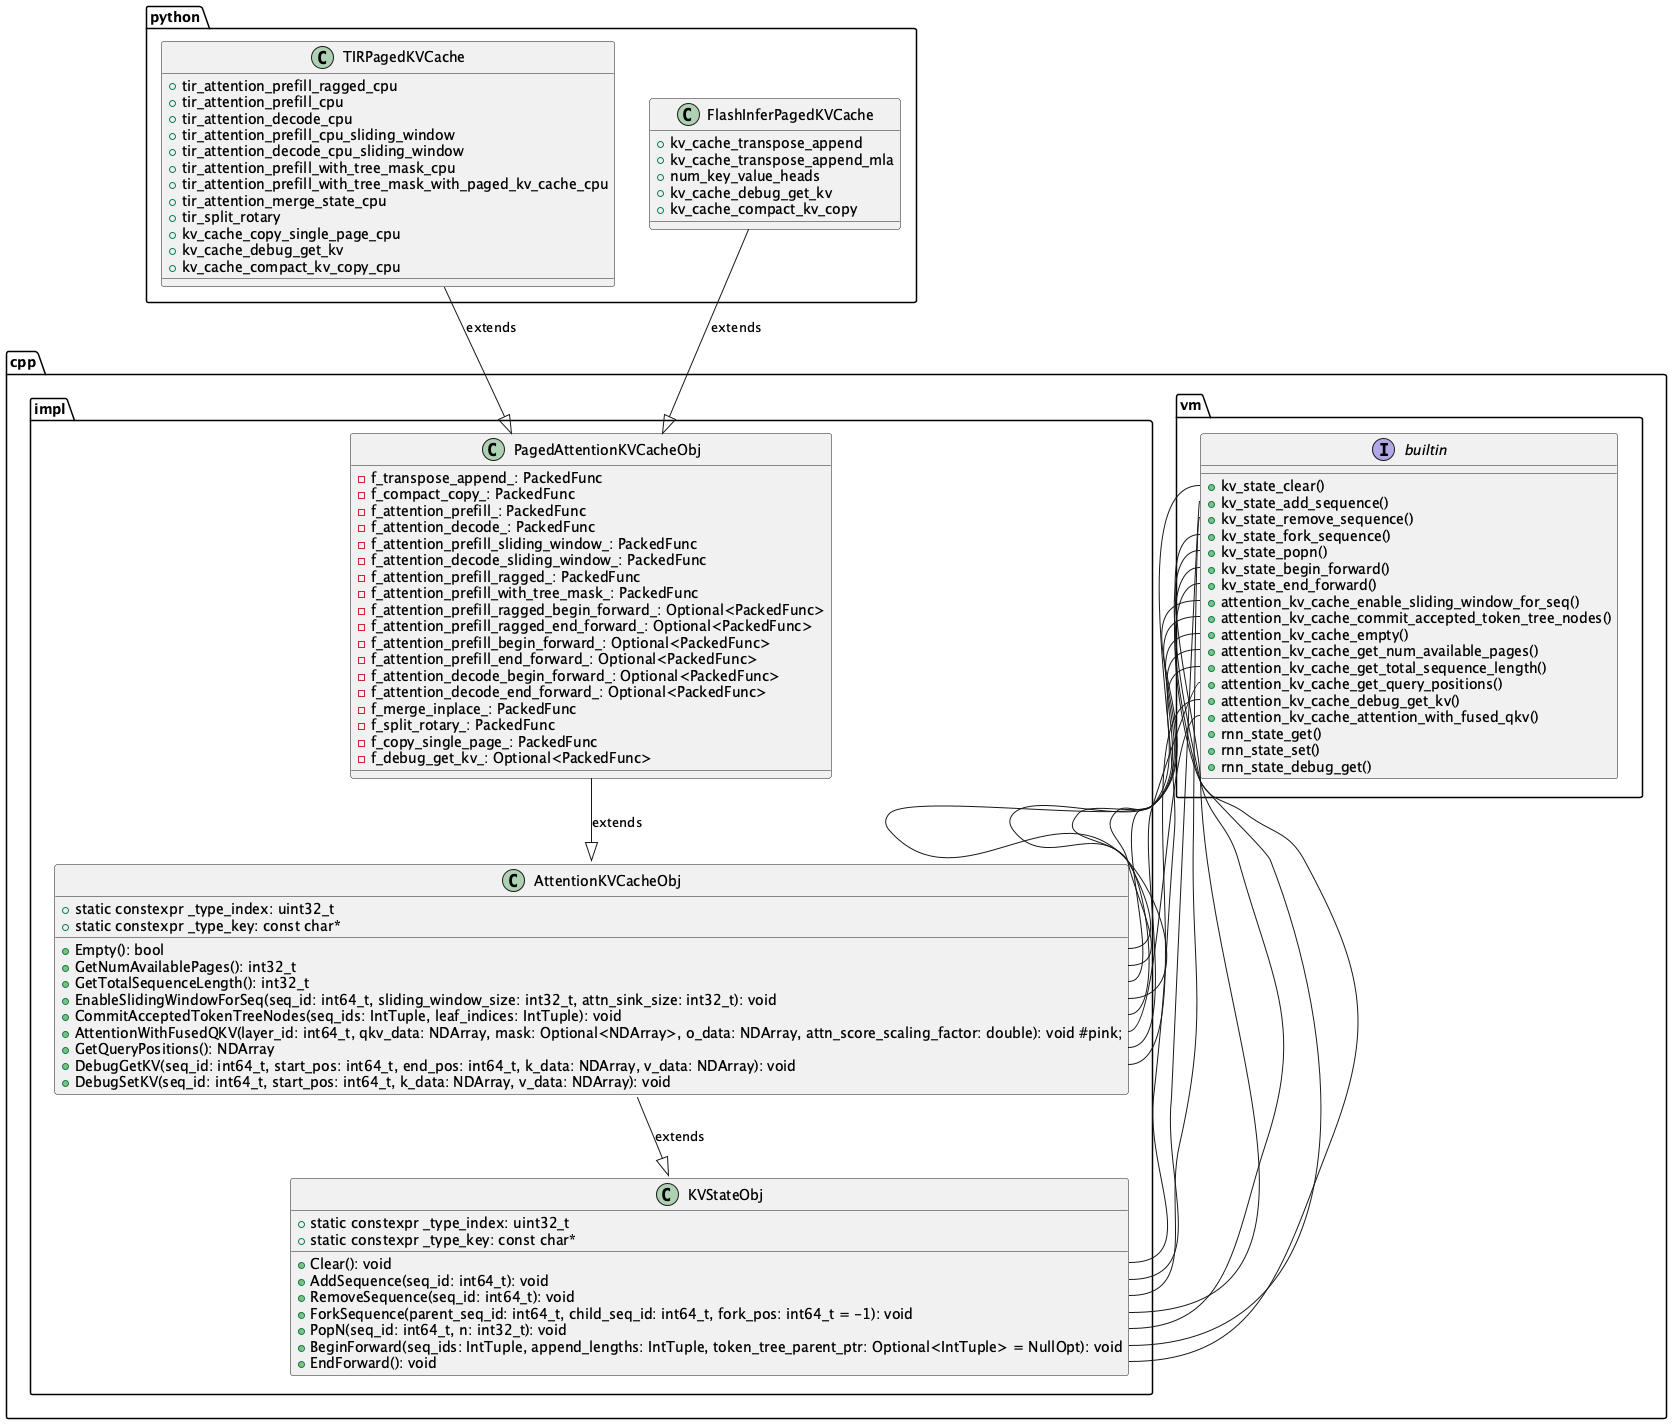 python
C TIRPagedKVCache
tir_attention_prefill_ragged_cpu
tir_attention_prefill_cpu
tir_attention_decode_cpu
tir_attention_prefill_cpu_sliding_window
tir_attention_decode_cpu_sliding_window
tir_attention_prefill_with_tree_mask_cpu
tir_attention_prefill_with_tree_mask_with_paged_kv_cache_cpu
tir_attention_merge_state_cpu
tir_split_rotary
kv_cache_copy_single_page_cpu
kv_cache_debug_get_kv
kv_cache_compact_kv_copy_cpu
C FlashInferPagedKVCache
kv_cache_transpose_append
kv_cache_transpose_append_mla
num_key_value_heads
kv_cache_debug_get_kv
kv_cache_compact_kv_copy
extends
extends
cpp
impl
C PagedAttentionKVCacheObj
f_transpose_append_: PackedFunc
f_compact_copy_: PackedFunc
f_attention_prefill_: PackedFunc
f_attention_decode_: PackedFunc
f_attention_prefill_sliding_window_: PackedFunc
f_attention_decode_sliding_window_: PackedFunc
f_attention_prefill_ragged_: PackedFunc
f_attention_prefill_with_tree_mask_: PackedFunc
f_attention_prefill_ragged_begin_forward_: Optional<PackedFunc>
f_attention_prefill_ragged_end_forward_: Optional<PackedFunc>
f_attention_prefill_begin_forward_: Optional<PackedFunc>
f_attention_prefill_end_forward_: Optional<PackedFunc>
f_attention_decode_begin_forward_: Optional<PackedFunc>
f_attention_decode_end_forward_: Optional<PackedFunc>
f_merge_inplace_: PackedFunc
f_split_rotary_: PackedFunc
f_copy_single_page_: PackedFunc
f_debug_get_kv_: Optional<PackedFunc>
vm
I builtin
kv_state_clear()
kv_state_add_sequence()
kv_state_remove_sequence()
kv_state_fork_sequence()
kv_state_popn()
kv_state_begin_forward()
kv_state_end_forward()
attention_kv_cache_enable_sliding_window_for_seq()
attention_kv_cache_commit_accepted_token_tree_nodes()
attention_kv_cache_empty()
attention_kv_cache_get_num_available_pages()
attention_kv_cache_get_total_sequence_length()
attention_kv_cache_get_query_positions()
attention_kv_cache_debug_get_kv()
attention_kv_cache_attention_with_fused_qkv()
rnn_state_get()
rnn_state_set()
rnn_state_debug_get()
extends
C AttentionKVCacheObj
static constexpr _type_index: uint32_t
static constexpr _type_key: const char*
Empty(): bool
GetNumAvailablePages(): int32_t
GetTotalSequenceLength(): int32_t
EnableSlidingWindowForSeq(seq_id: int64_t, sliding_window_size: int32_t, attn_sink_size: int32_t): void
CommitAcceptedTokenTreeNodes(seq_ids: IntTuple, leaf_indices: IntTuple): void
AttentionWithFusedQKV(layer_id: int64_t, qkv_data: NDArray, mask: Optional<NDArray>, o_data: NDArray, attn_score_scaling_factor: double): void #pink;
GetQueryPositions(): NDArray
DebugGetKV(seq_id: int64_t, start_pos: int64_t, end_pos: int64_t, k_data: NDArray, v_data: NDArray): void
DebugSetKV(seq_id: int64_t, start_pos: int64_t, k_data: NDArray, v_data: NDArray): void
extends
C KVStateObj
static constexpr _type_index: uint32_t
static constexpr _type_key: const char*
Clear(): void
AddSequence(seq_id: int64_t): void
RemoveSequence(seq_id: int64_t): void
ForkSequence(parent_seq_id: int64_t, child_seq_id: int64_t, fork_pos: int64_t = -1): void
PopN(seq_id: int64_t, n: int32_t): void
BeginForward(seq_ids: IntTuple, append_lengths: IntTuple, token_tree_parent_ptr: Optional<IntTuple> = NullOpt): void
EndForward(): void